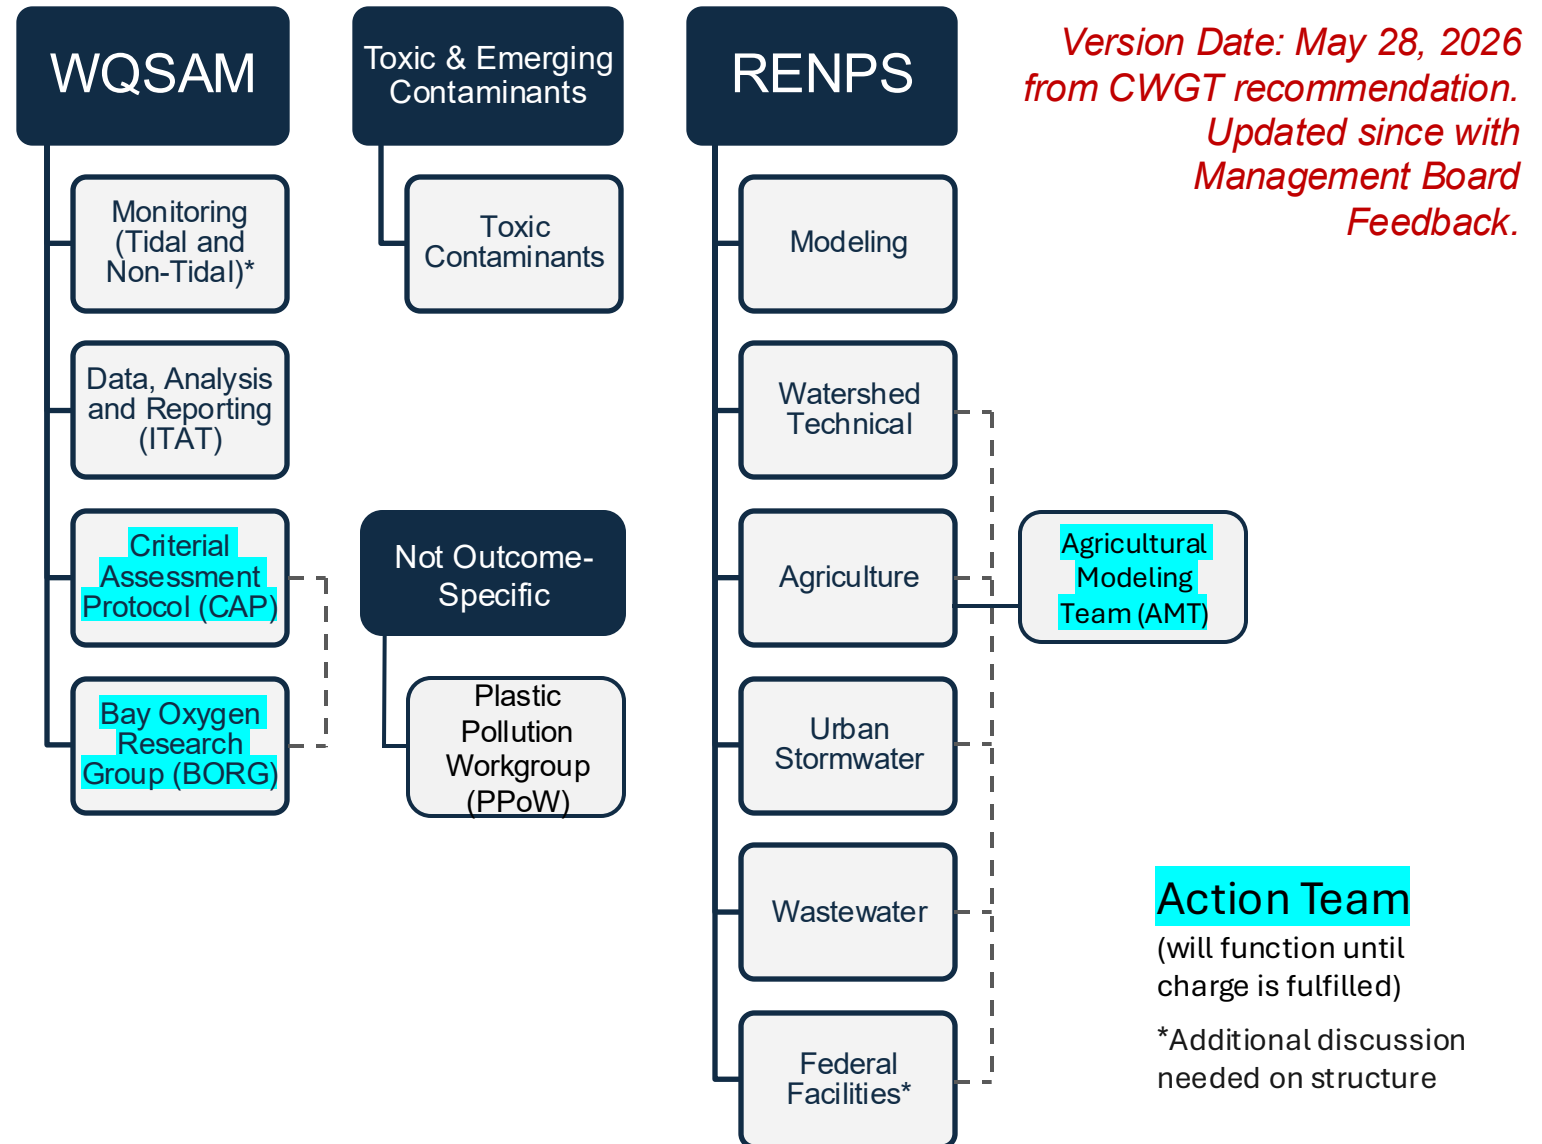 WQSAM
Monitoring
(Tidal and
Non-Tidal)*
Data, Analysis
and Reporting
(ITAT)
Criterial
Assessment
Protocol (CAP)
Bay Oxygen
Research
Group (BORG)
Toxic & Emerging
Contaminants
Toxic
Contaminants
Not Outcome-
Specific
Plastic
Pollution
Workgroup
(PPoW)
RENPS
Modeling
Watershed
Technical
Agriculture
Urban
Stormwater
Wastewater
Federal
Facilities*
Agricultural
Modeling
Team (AMT)
Version Date: May 28, 2026
from CWGT recommendation.
Updated since with
Management Board
Feedback.
Action Team
(will function until
charge is fulfilled)
*Additional discussion
needed on structure